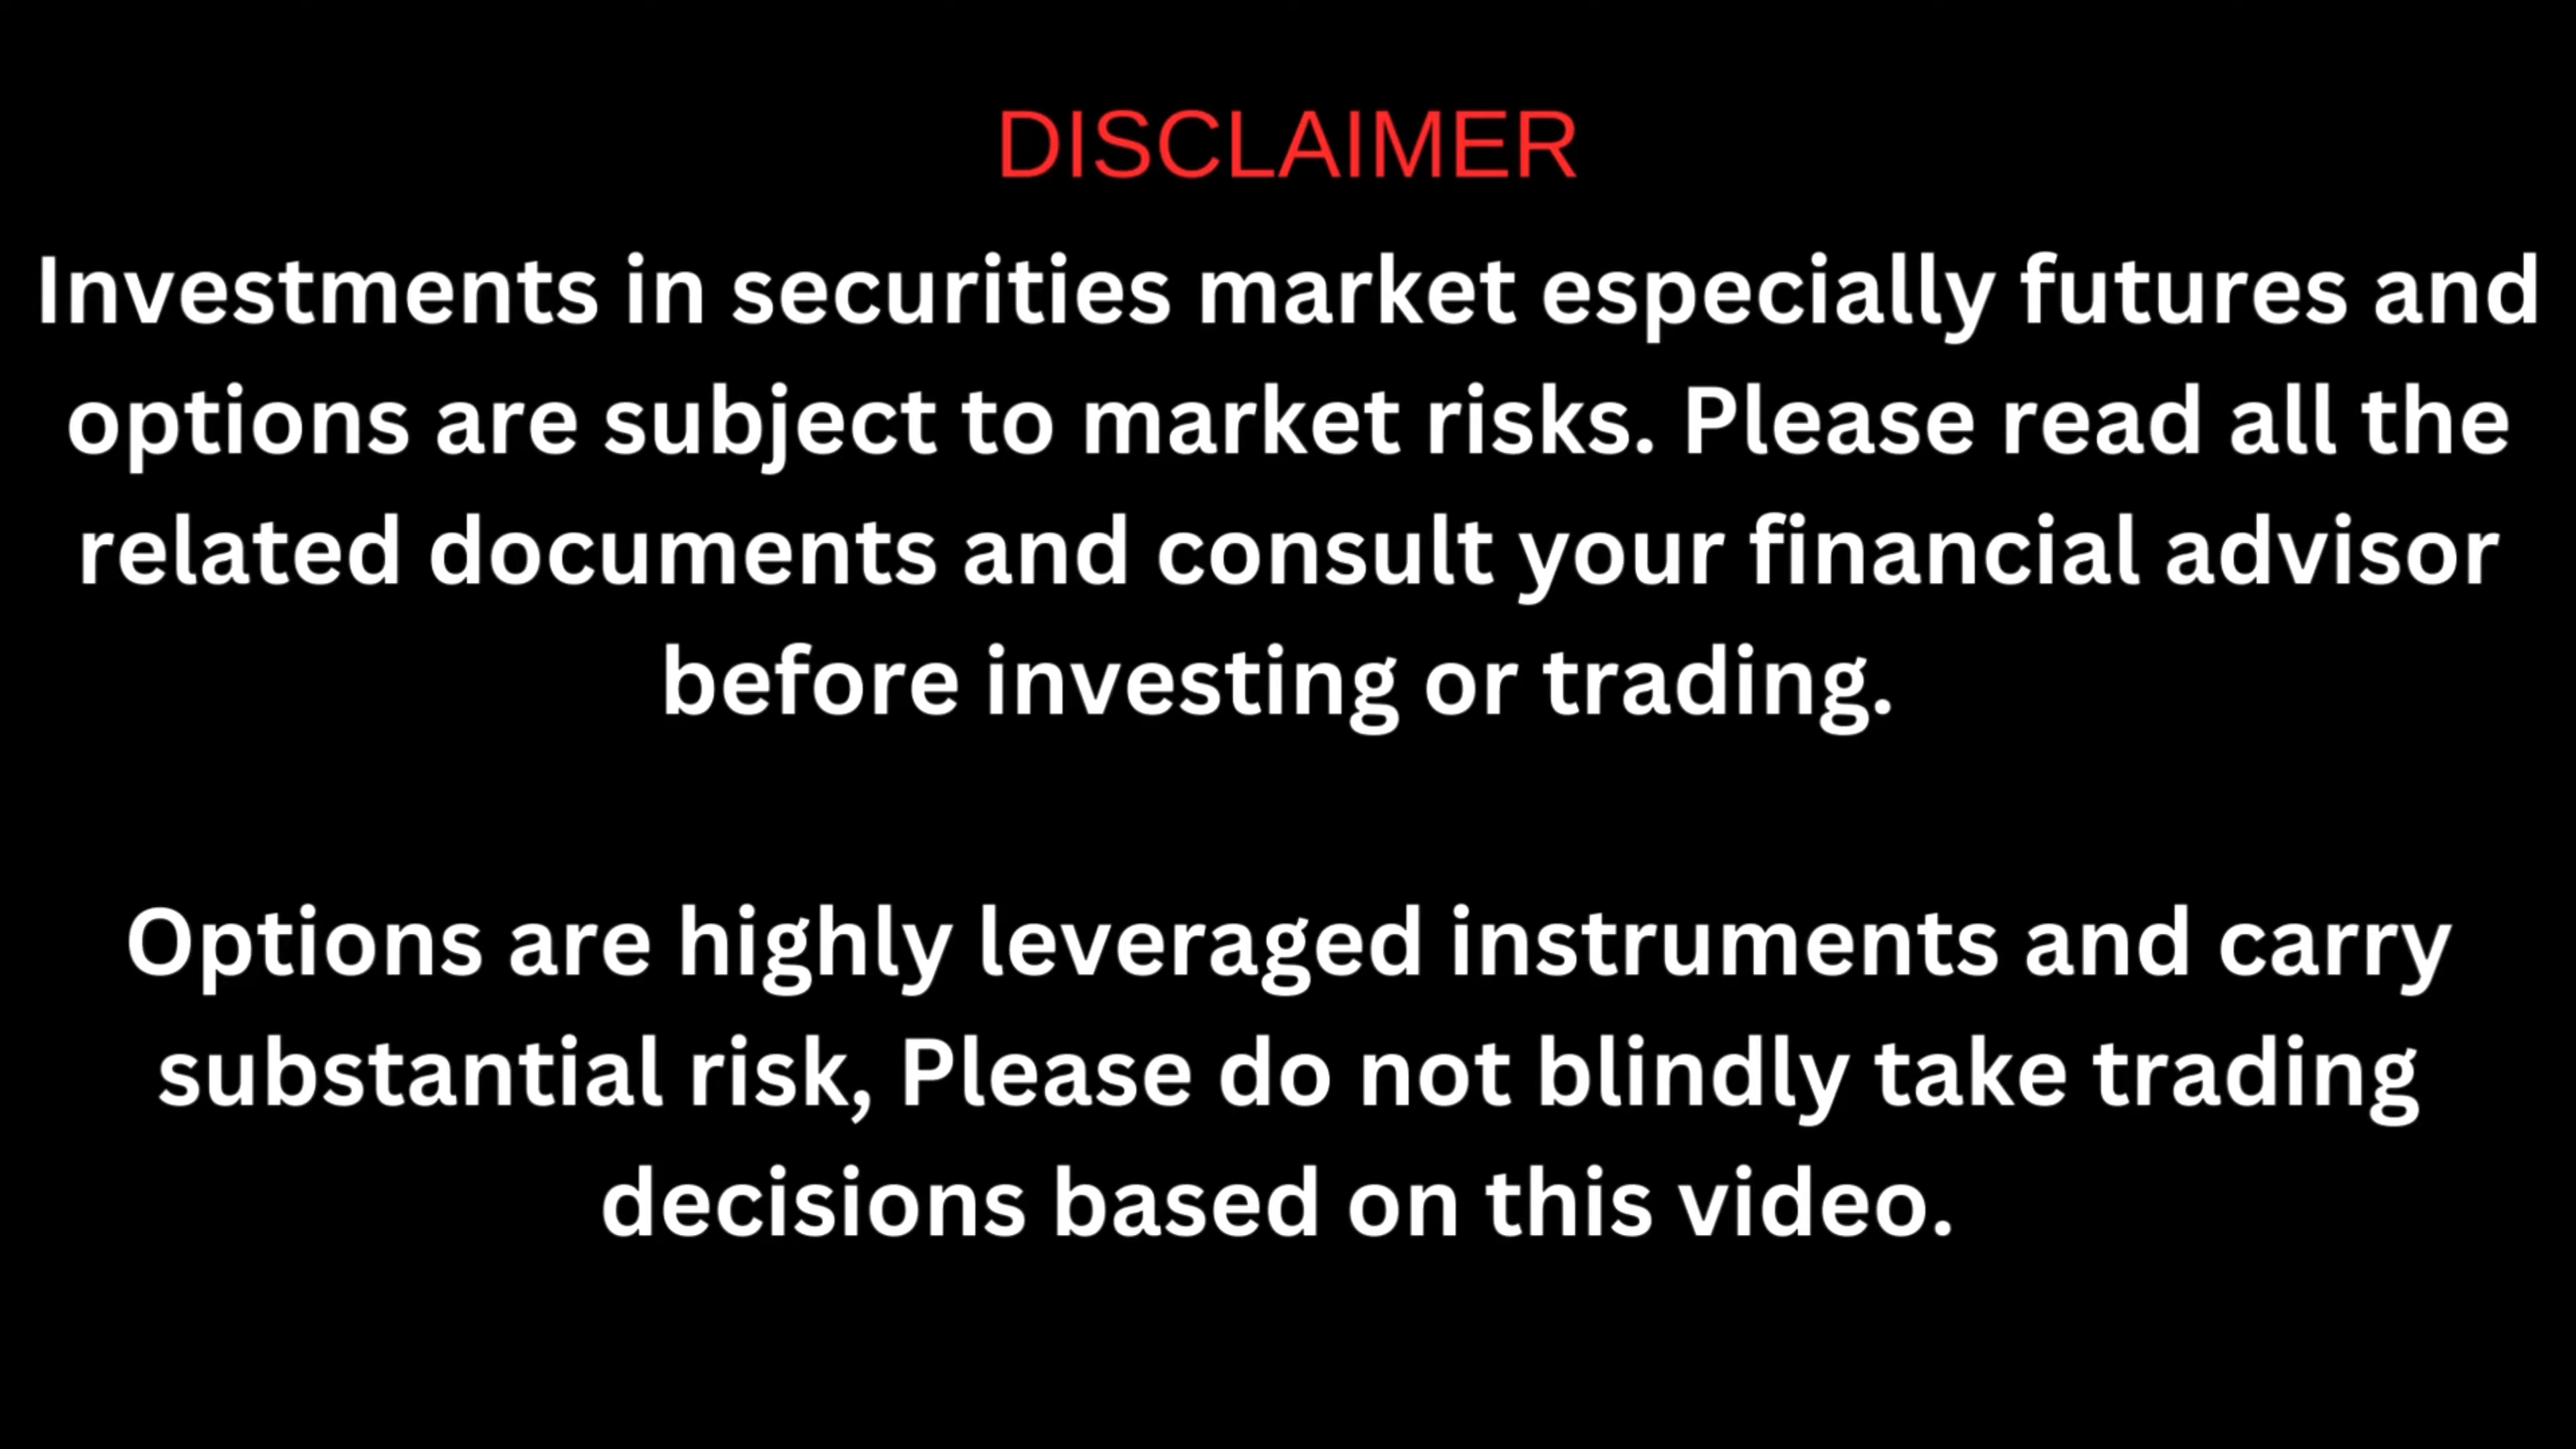 DISCLAIMER
Investments in securities market especially futures and
options are subject to market risks. Please read all the
related documents and consult your financial advisor
before investing or trading.
Options are highly leveraged instruments and carry
substantial risk, Please do not blindly take trading
decisions based on this video.